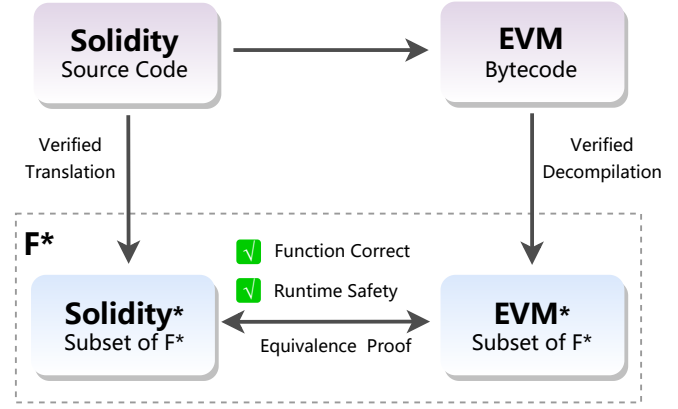 Solidity
Source Code
EVM
Bytecode
Verified
Translation
Verified
Decompilation
F*
√ Function Correct
√ Runtime Safety
Solidity*
Subset of F*
EVM*
Subset of F*
Equivalence Proof